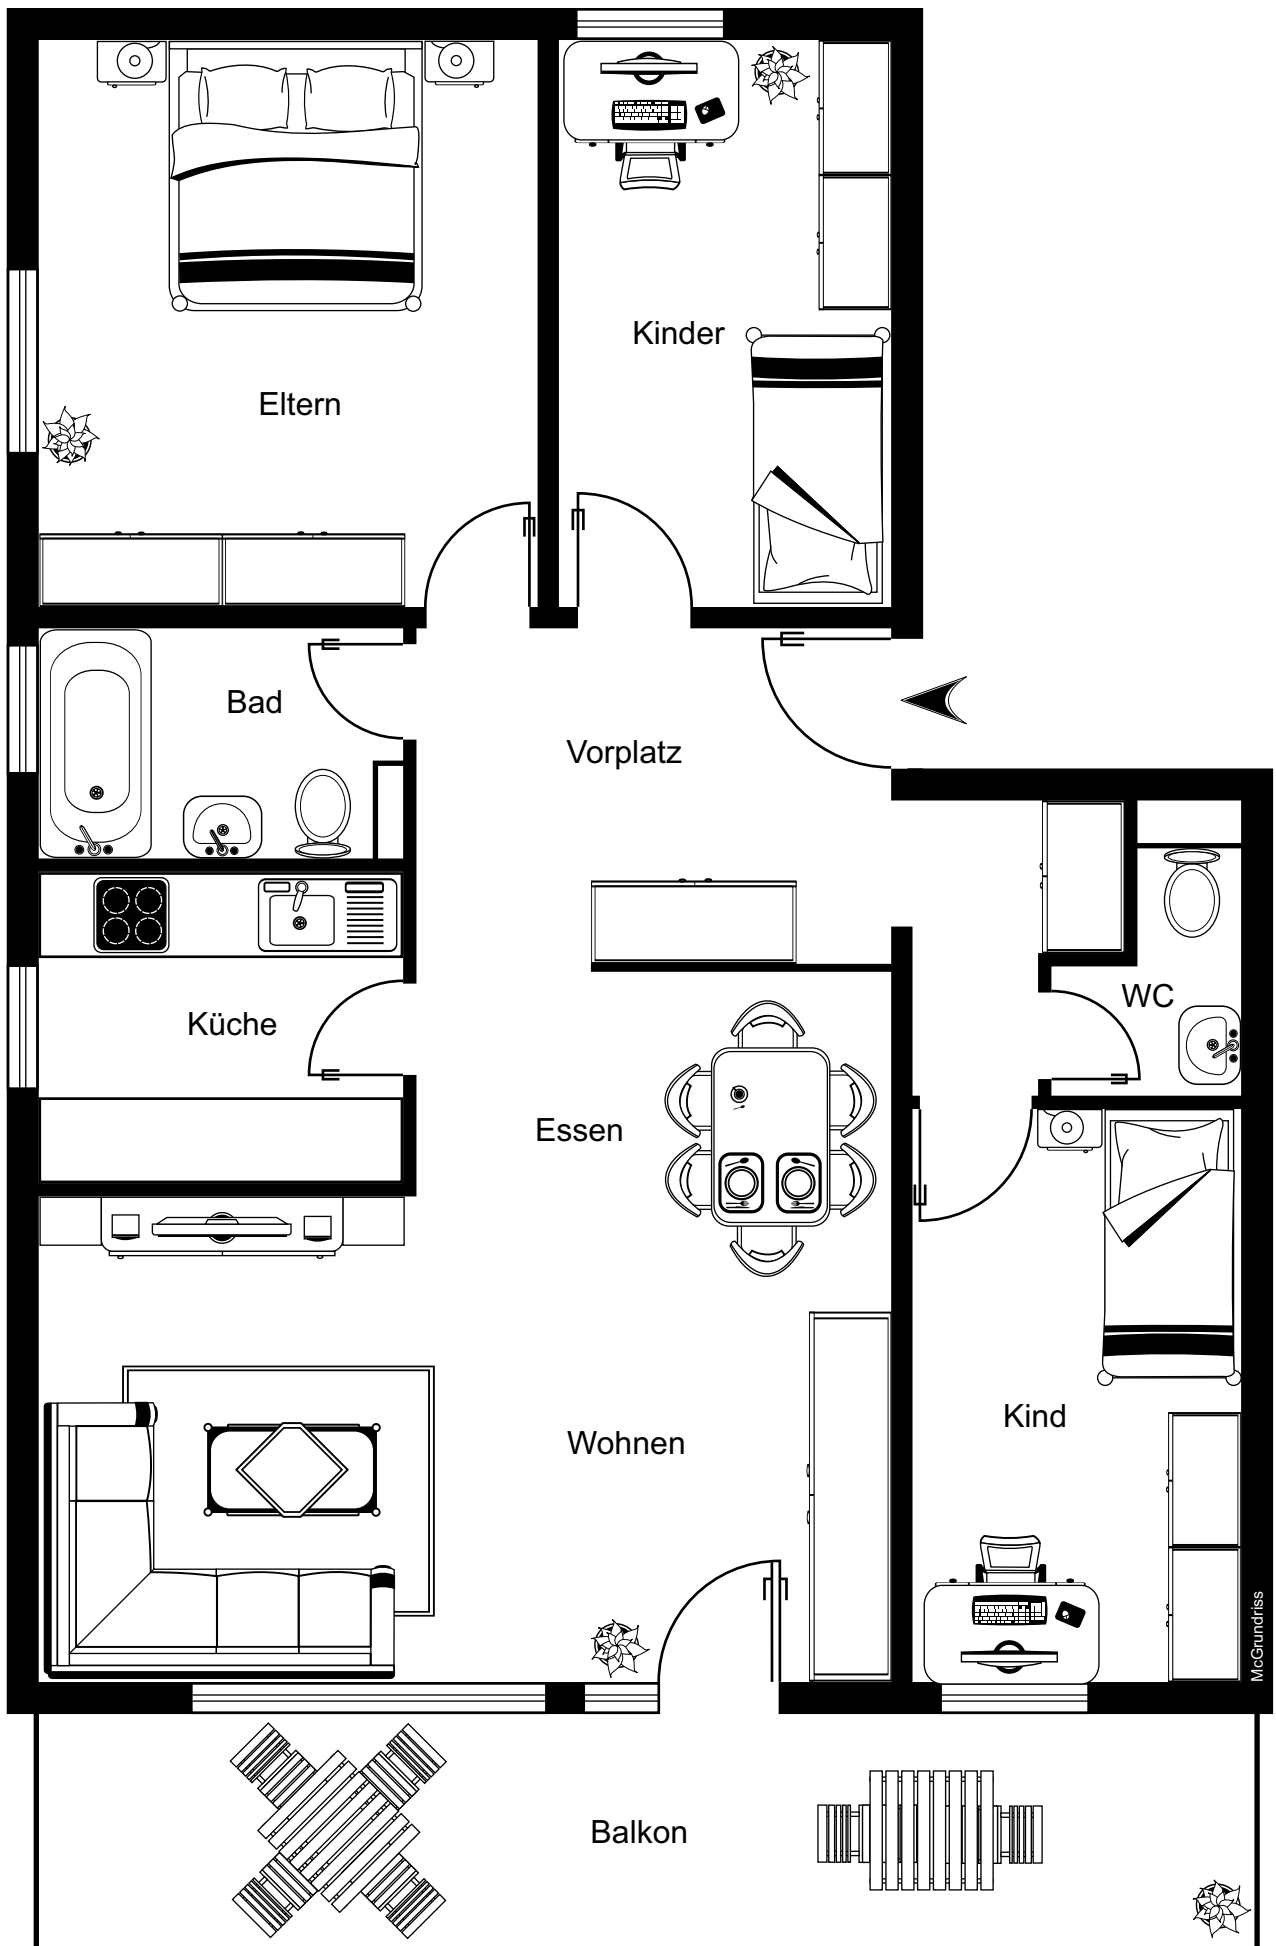 Kinder
Eltern
Bad
Vorplatz
WC
Küche
Essen
Kind
Wohnen
McGrundriss
Balkon